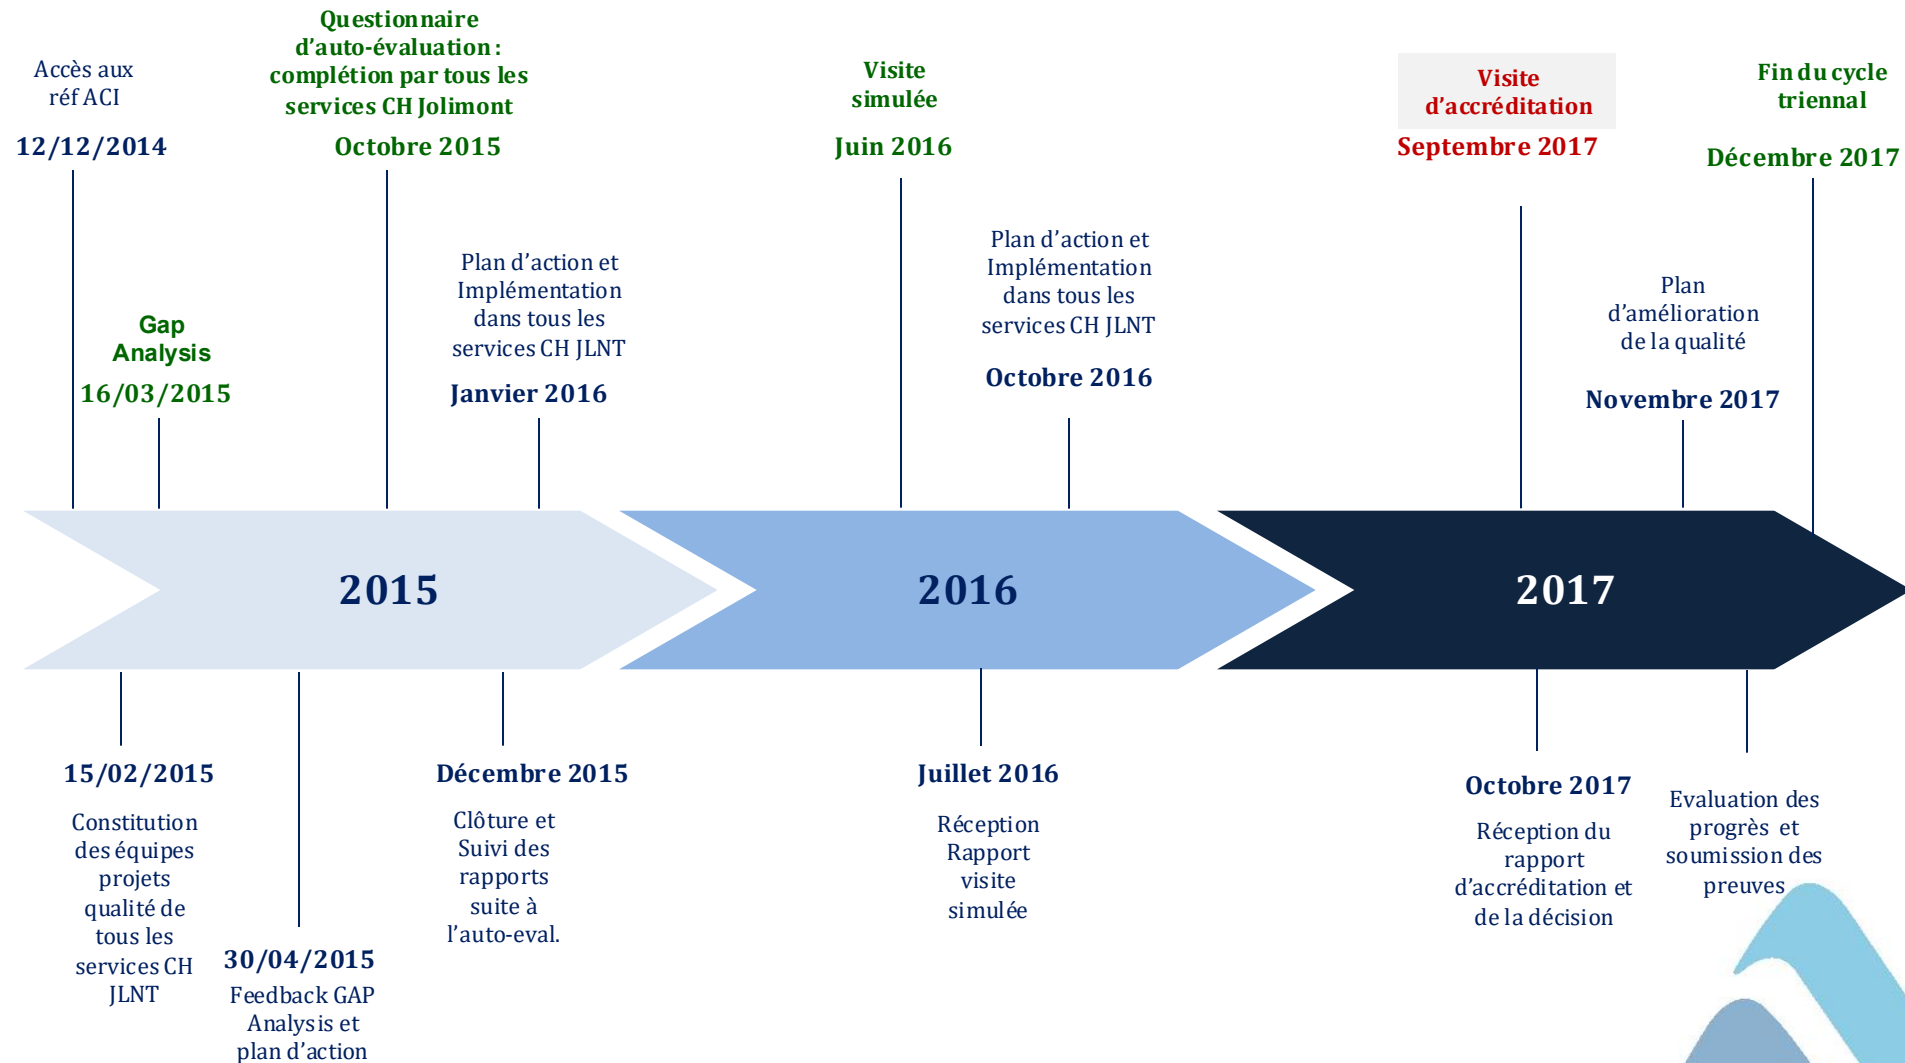 Accès aux
réf ACI
12/12/2014
Gap
Analysis
16/03/2015
Questionnaire
d’auto-évaluation :
complétion par tous les
services CH Jolimont
Octobre 2015
Plan d’action et
Implémentation
dans tous les
services CH JLNT
Janvier 2016
Visite
simulée
Juin 2016
Plan d’action et
Implémentation
dans tous les
services CH JLNT
Octobre 2016
Visite
d’accréditation
Septembre 2017
Plan
d’amélioration
de la qualité
Novembre 2017
Fin du cycle
triennal
Décembre 2017
2015
2016
2017
15/02/2015
Constitution
des équipes
projets
qualité de
tous les
services CH
JLNT
30/04/2015
Feedback GAP
Analysis et
plan d’action
Décembre 2015
Clôture et
Suivi des
rapports
suite à
l’auto-eval.
Juillet 2016
Réception
Rapport
visite
simulée
Octobre 2017
Réception du
rapport
d’accréditation et
de la décision
Evaluation des
progrès et
soumission des
preuves